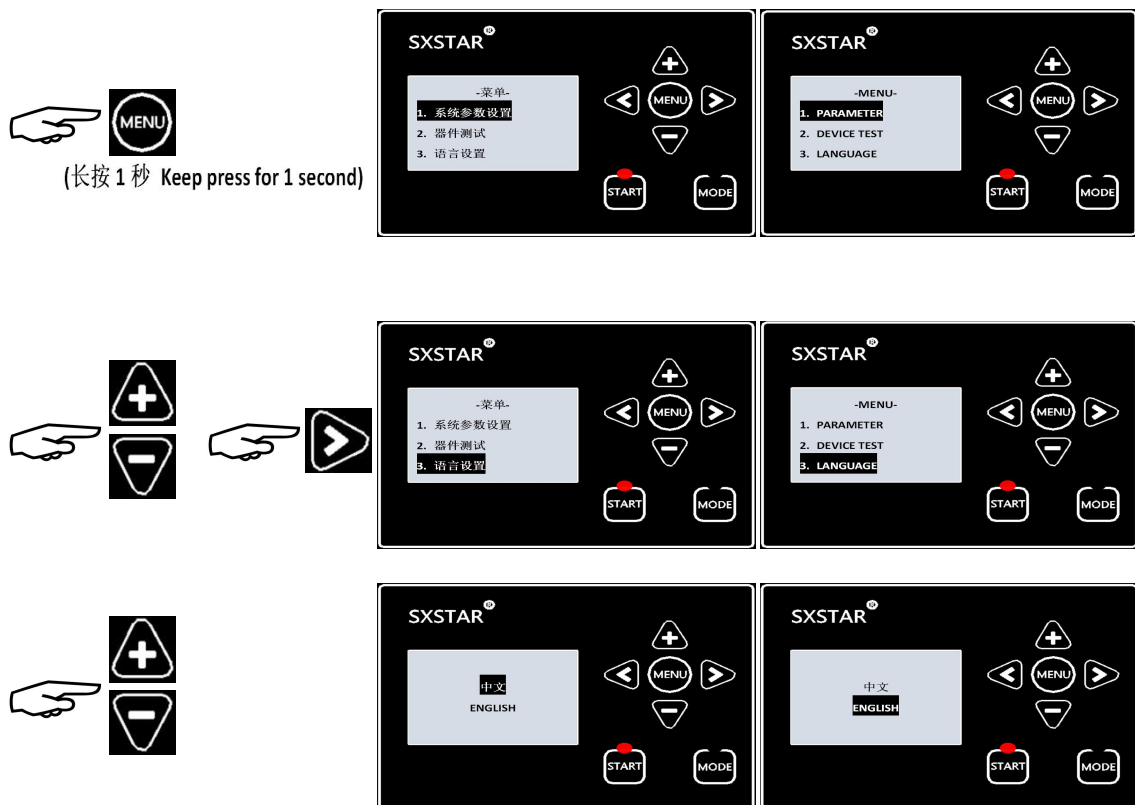 MENU
(长按 1 秒 Keep press for 1 second)
SXSTAR®
-菜单-
1. 系统参数设置
2. 器件测试
3. 语言设置
MENU
START
MODE
SXSTAR®
-MENU-
1. PARAMETER
2. DEVICE TEST
3. LANGUAGE
MENU
START
MODE
SXSTAR®
-菜单-
1. 系统参数设置
2. 器件测试
3. 语言设置
MENU
START
MODE
SXSTAR®
-MENU-
1. PARAMETER
2. DEVICE TEST
3. LANGUAGE
MENU
START
MODE
SXSTAR®
中文
ENGLISH
MENU
START
MODE
SXSTAR®
中文
ENGLISH
MENU
START
MODE